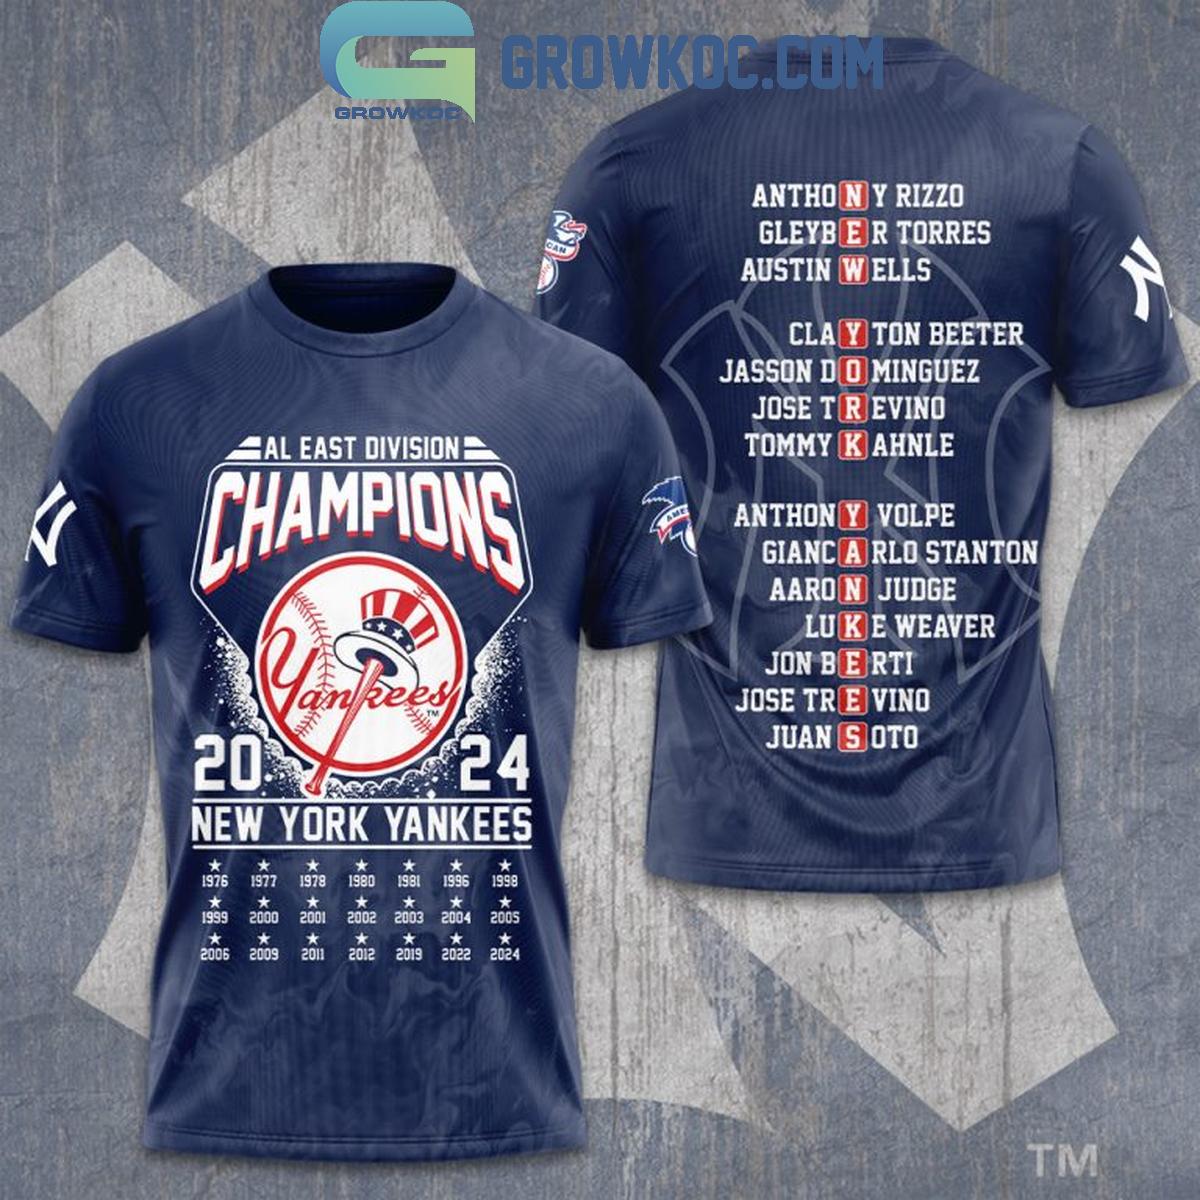 GROWKOC
GROWKOC.COM
AL EAST DIVISION
CHAMPIONS
Yankees
TM
20 24
NEW YORK YANKEES
1976 1977 1978 1980 1981 1996 1998
1999 2000 2001 2002 2003 2004 2005
2006 2009 2011 2012 2019 2022 2024
ANTHONY RIZZO
GLEYBER TORRES
AUSTIN WELLS
CLAYTON BEETER
JASSON DOMINGUEZ
JOSE TREVINO
TOMMY KAHNLE
ANTHONY VOLPE
GIANCARLO STANTON
AARON JUDGE
LUKE WEAVER
JON BERTI
JOSE TREVINO
JUAN SOTO
TM